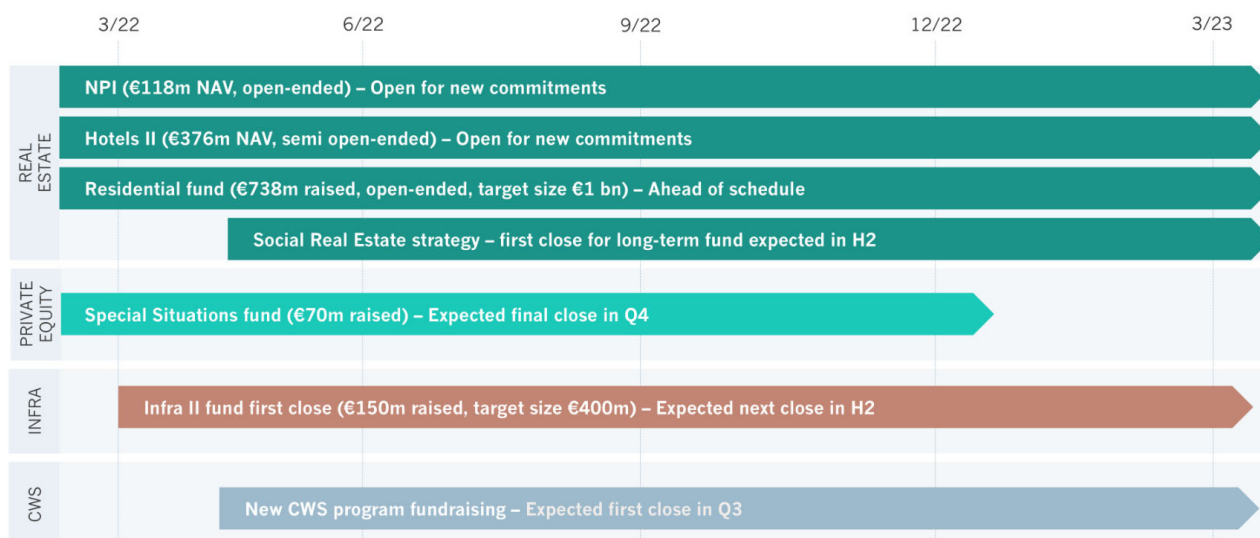 3/22 6/22 9/22 12/22 3/23
REAL
ESTATE
NPI (€118m NAV, open-ended) – Open for new commitments
Hotels II (€376m NAV, semi open-ended) – Open for new commitments
Residential fund (€738m raised, open-ended, target size €1 bn) – Ahead of schedule
Social Real Estate strategy – first close for long-term fund expected in H2
PRIVATE
EQUITY
Special Situations fund (€70m raised) – Expected final close in Q4
INFRA
Infra II fund first close (€150m raised, target size €400m) – Expected next close in H2
CWS
New CWS program fundraising – Expected first close in Q3